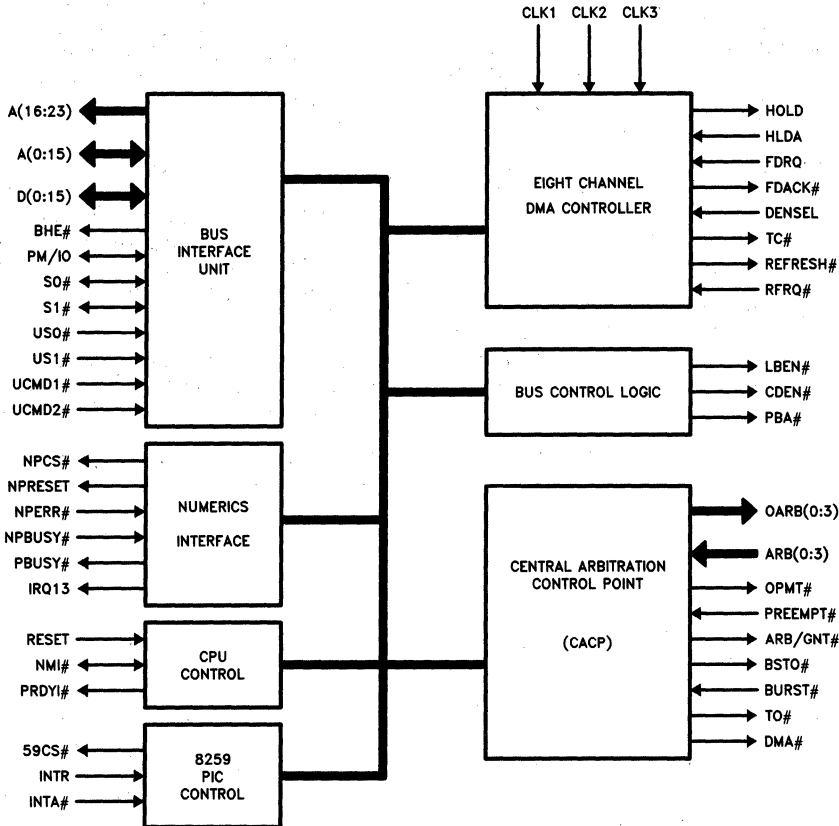 CLK1 CLK2 CLK3
A(16:23)
A(0:15)
D(0:15)
BHE#
PM/IO
S0#
S1#
US0#
US1#
UCMD1#
UCMD2#
BUS
INTERFACE
UNIT
NPCS#
NPRESET
NPERR#
NPBUSY#
PBUSY#
IRQ13
NUMERICS
INTERFACE
RESET
NMI#
PRDYI#
CPU
CONTROL
59CS#
INTR
INTA#
8259
PIC
CONTROL
EIGHT CHANNEL
DMA CONTROLLER
HOLD
HLDA
FDRQ
FDACK#
DENSEL
TC#
REFRESH#
RFRQ#
BUS CONTROL LOGIC
LBEN#
CDEN#
PBA#
CENTRAL ARBITRATION
CONTROL POINT
(CACP)
OARB(0:3)
ARB(0:3)
OPMT#
PREEMPT#
ARB/GNT#
BSTO#
BURST#
TO#
DMA#